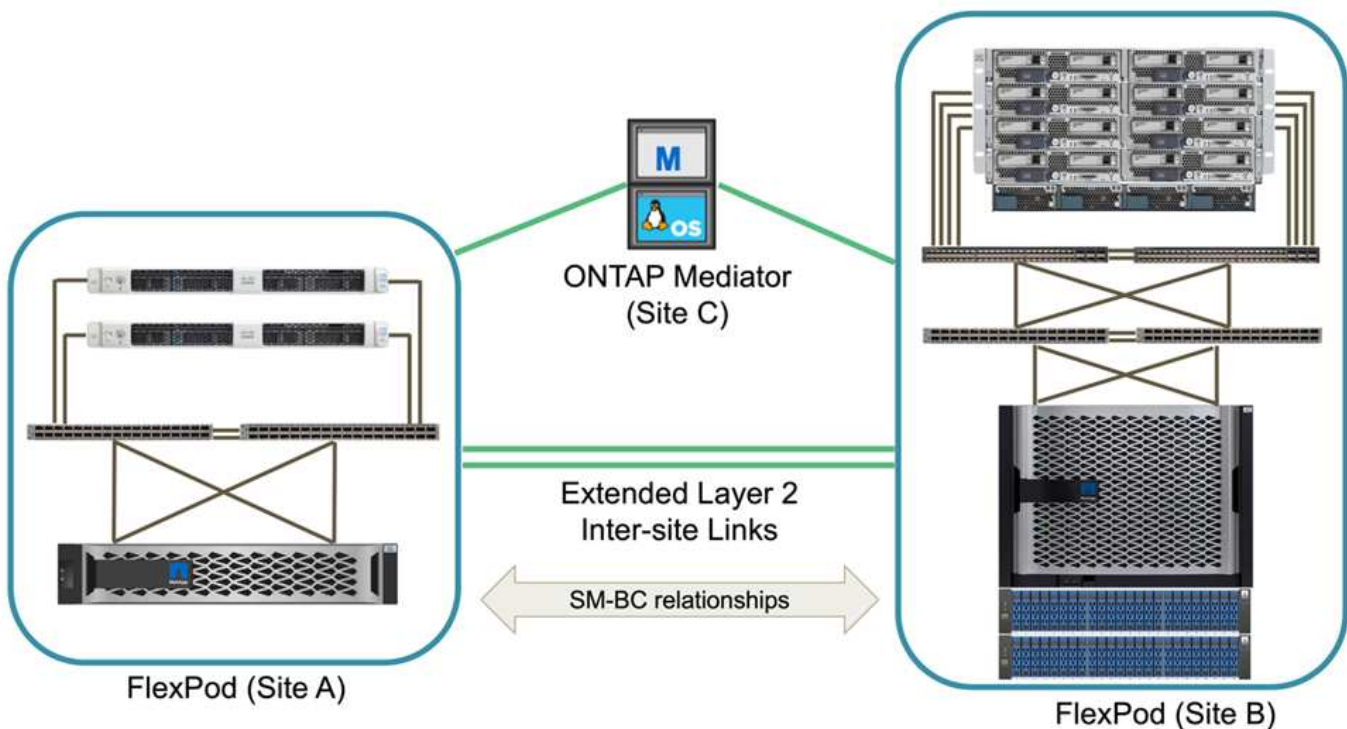 M
OS
ONTAP Mediator
(Site C)
Extended Layer 2
Inter-site Links
SM-BC relationships
FlexPod (Site A)
FlexPod (Site B)